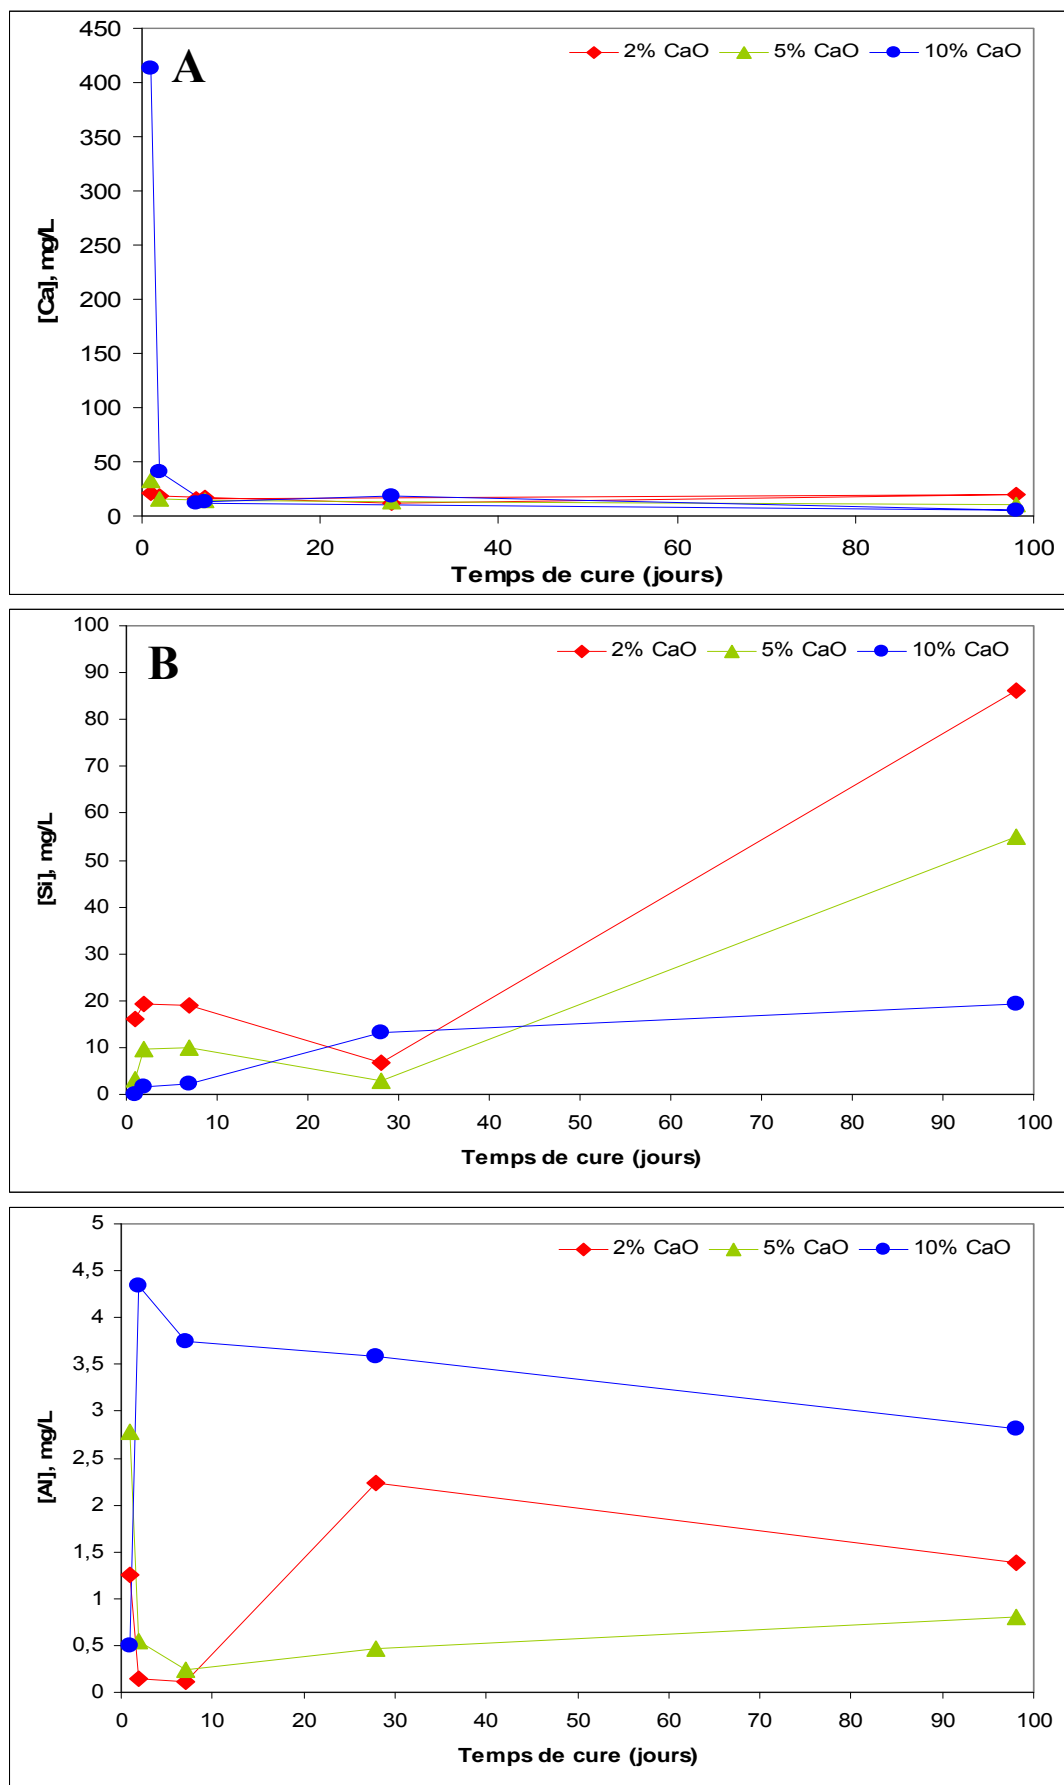 450
400
350
300
250
200
150
100
50
0
A
2% CaO 5% CaO 10% CaO
[Ca], mg/L
0 20 40 60 80 100
Temps de cure (jours)
100
90
80
70
60
50
40
30
20
10
0
B
2% CaO 5% CaO 10% CaO
[Si], mg/L
0 10 20 30 40 50 60 70 80 90 100
Temps de cure (jours)
5
4,5
4
3,5
3
2,5
2
1,5
1
0,5
0
2% CaO 5% CaO 10% CaO
[Al], mg/L
0 10 20 30 40 50 60 70 80 90 100
Temps de cure (jours)